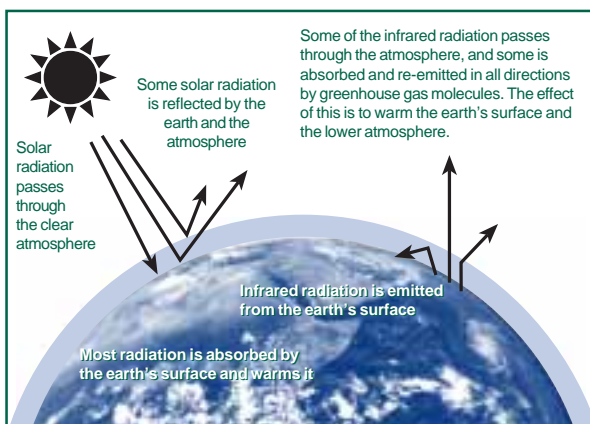 Solar
radiation
passes
through
the clear
atmosphere
Some solar radiation
is reflected by the
earth and the
atmosphere
Some of the infrared radiation passes
through the atmosphere, and some is
absorbed and re-emitted in all directions
by greenhouse gas molecules. The effect
of this is to warm the earth's surface and
the lower atmosphere.
Infrared radiation is emitted
from the earth's surface
Most radiation is absorbed by
the earth's surface and warms it